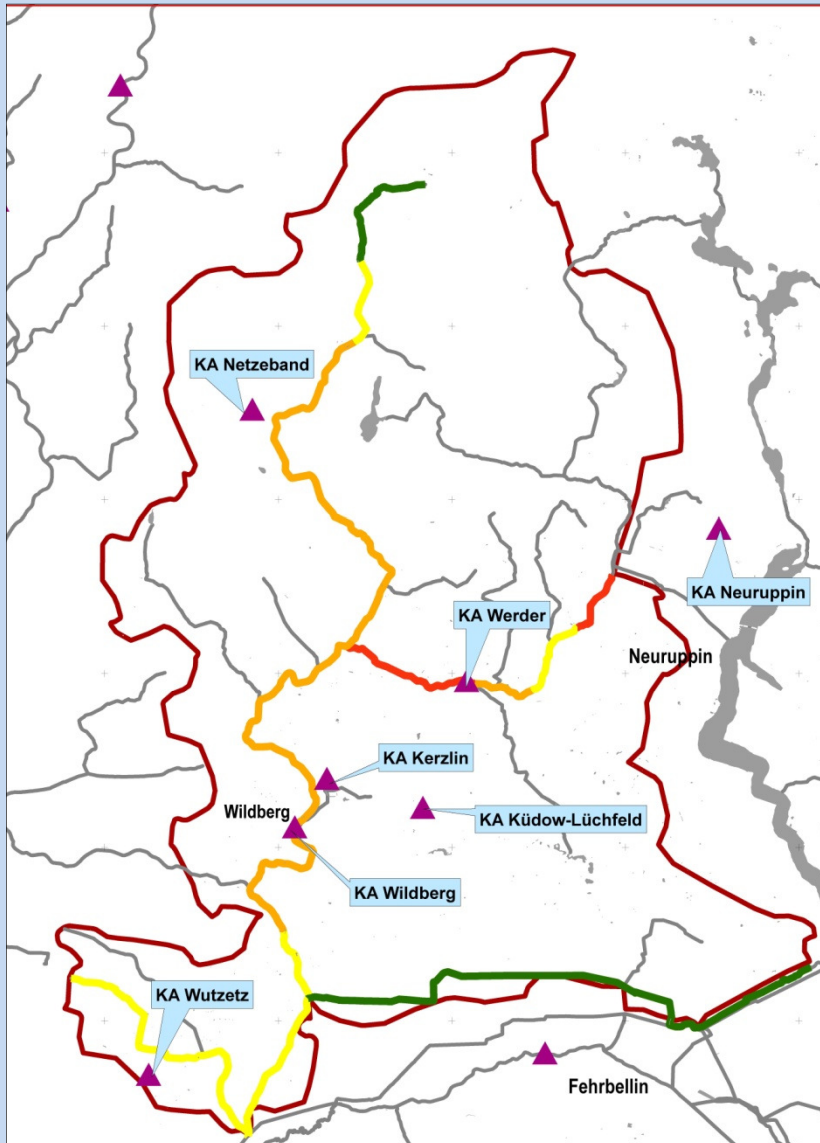 KA Netzeband
KA Neuruppin
KA Werder
Neuruppin
KA Kerzlin
Wildberg
KA Küdow-Lüchfeld
KA Wildberg
KA Wutzetz
Fehrbellin